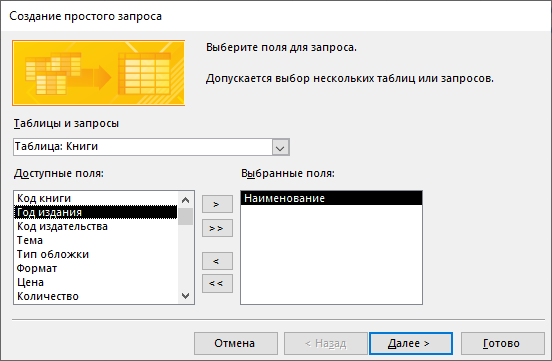 Создание простого запроса
Выберите поля для запроса.
Допускается выбор нескольких таблиц или запросов.
Таблицы и запросы
Таблица: Книги
Доступные поля:
Выбранные поля:
Код книги
Год издания
Код издательства
Тема
Тип обложки
Формат
Цена
Количество
>
>>
<
<<
Наименование
Отмена
< Назад
Далее >
Готово